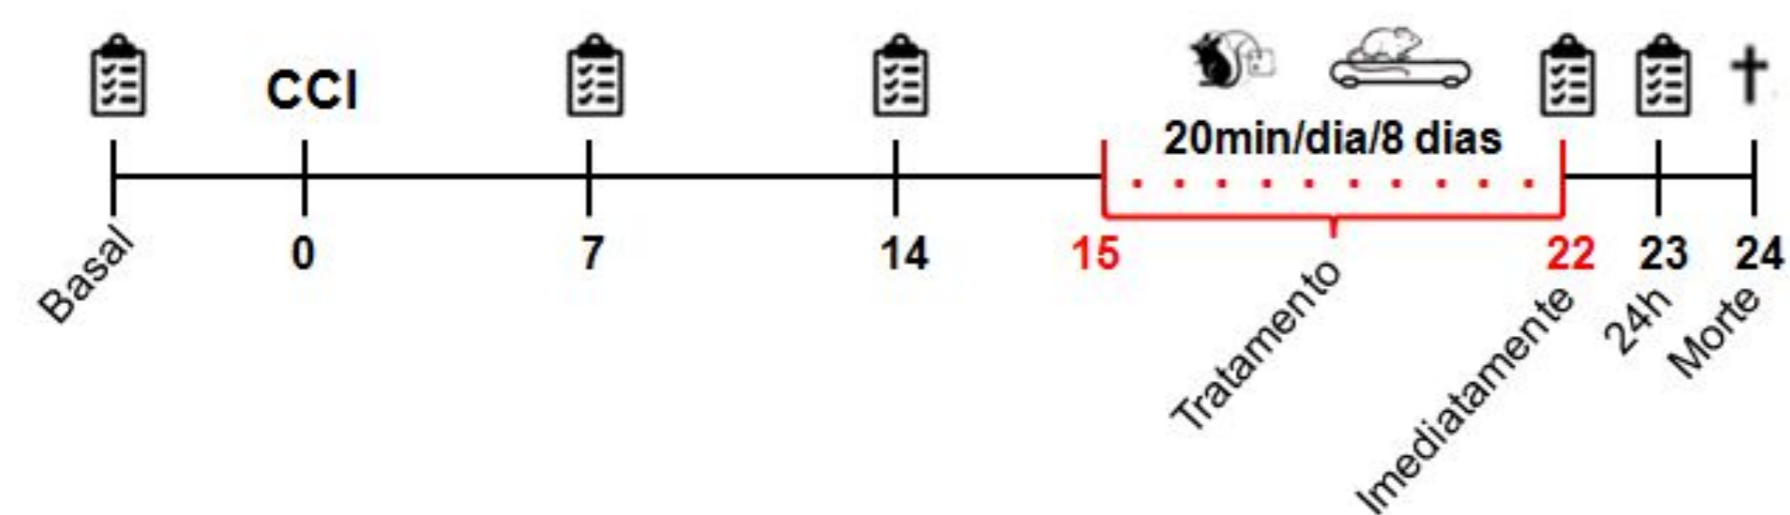 CCI
20min/dia/8 dias
0 7 14 15 22 23 24
Basal
Tratamento
Imediatamente
24h
Morte